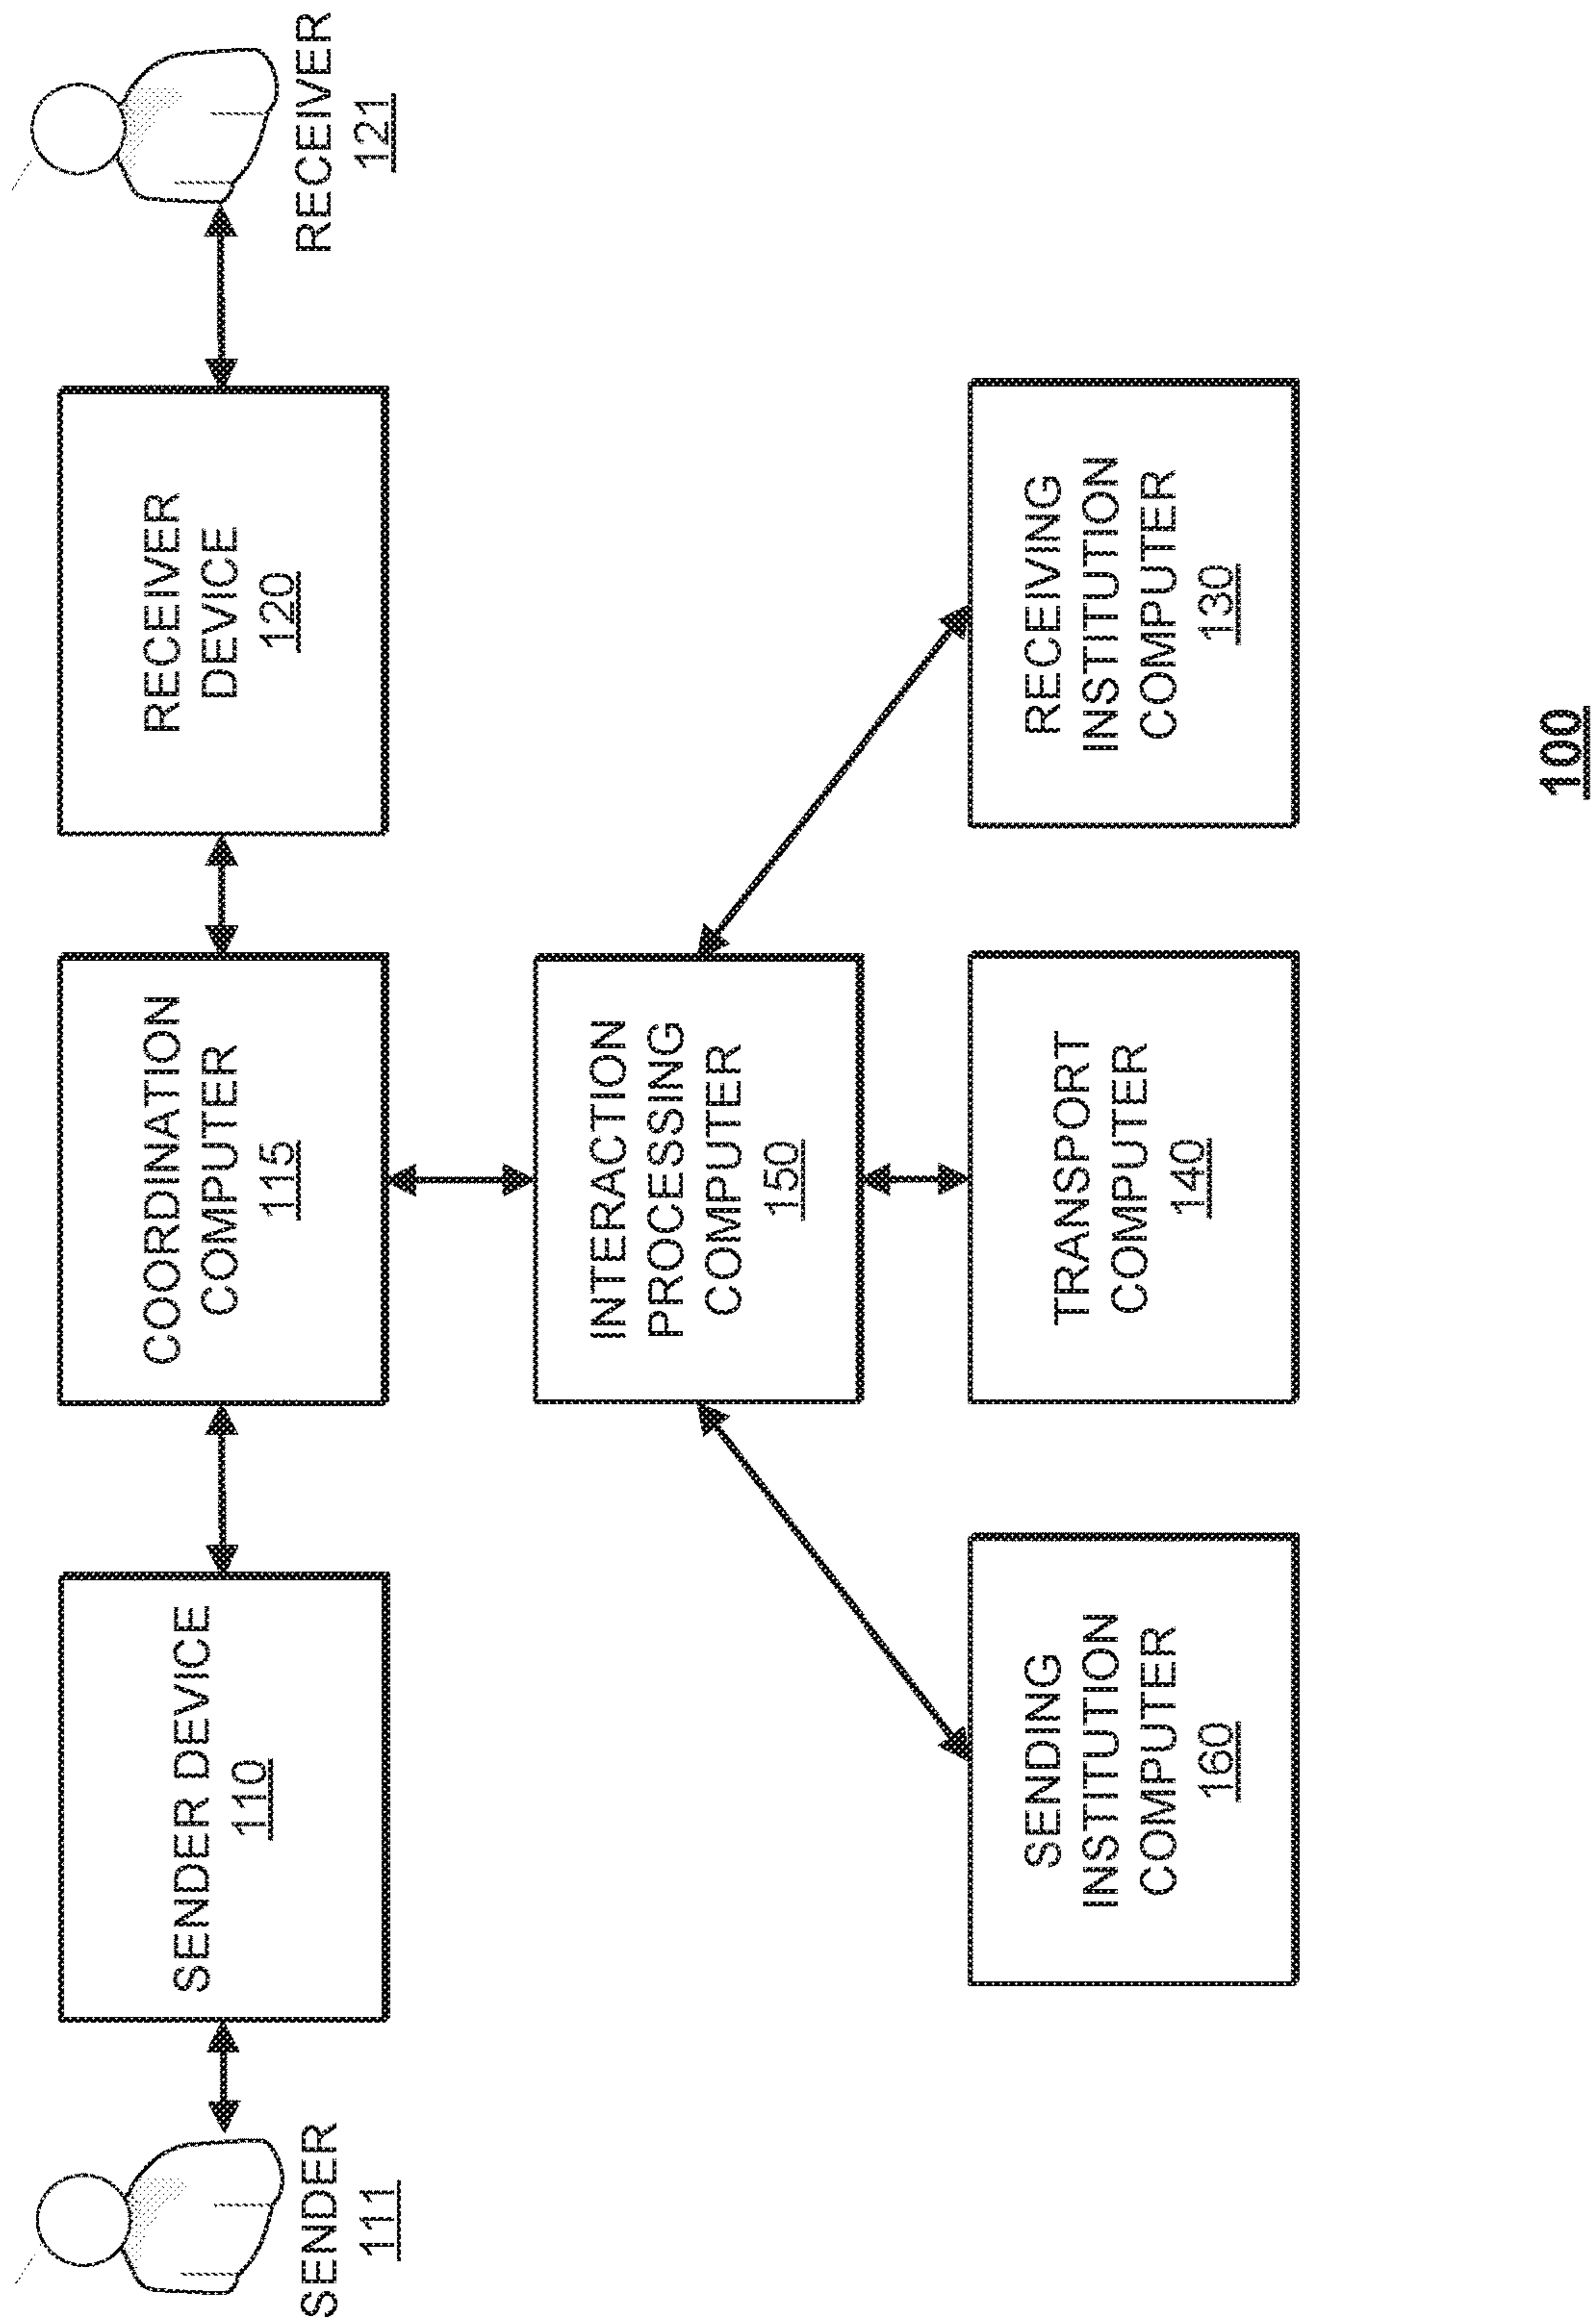 SENDER
111
SENDER DEVICE
110
COORDINATION
COMPUTER
115
RECEIVER
DEVICE
120
RECEIVER
121
INTERACTION
PROCESSING
COMPUTER
150
SENDING
INSTITUTION
COMPUTER
160
TRANSPORT
COMPUTER
140
RECEIVING
INSTITUTION
COMPUTER
130
100